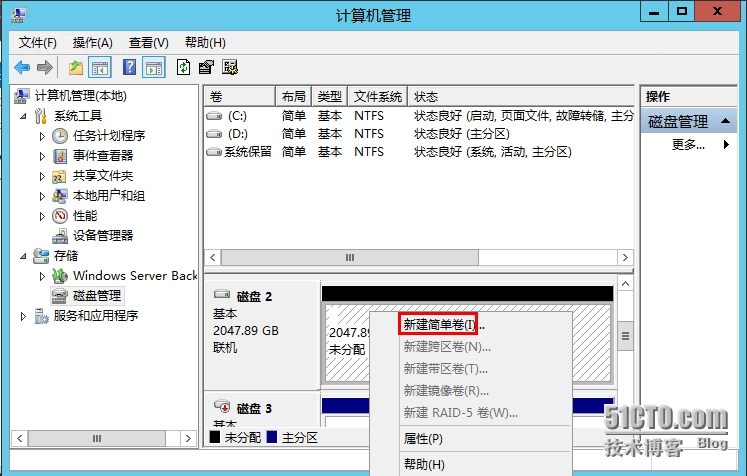 计算机管理
文件(F) 操作(A) 查看(V) 帮助(H)
计算机管理(本地)
系统工具
任务计划程序
事件查看器
共享文件夹
本地用户和组
性能
设备管理器
存储
Windows Server Back
磁盘管理
服务和应用程序
卷 布局 类型 文件系统 状态
(C:) 简单 基本 NTFS 状态良好 (启动, 页面文件, 故障转储, 主分
(D:) 简单 基本 NTFS 状态良好 (主分区)
系统保留 简单 基本 NTFS 状态良好 (系统, 活动, 主分区)
磁盘 2
基本
2047.89 GB
联机
2047.89
未分配
磁盘 3
基本
未分配 主分区
新建简单卷(I)...
新建跨区卷(N)...
新建带区卷(T)...
新建镜像卷(R)...
新建 RAID-5 卷(W)...
属性(P)
帮助(H)
操作
磁盘管理
更多...
51CTO.com
技术博客 Blog